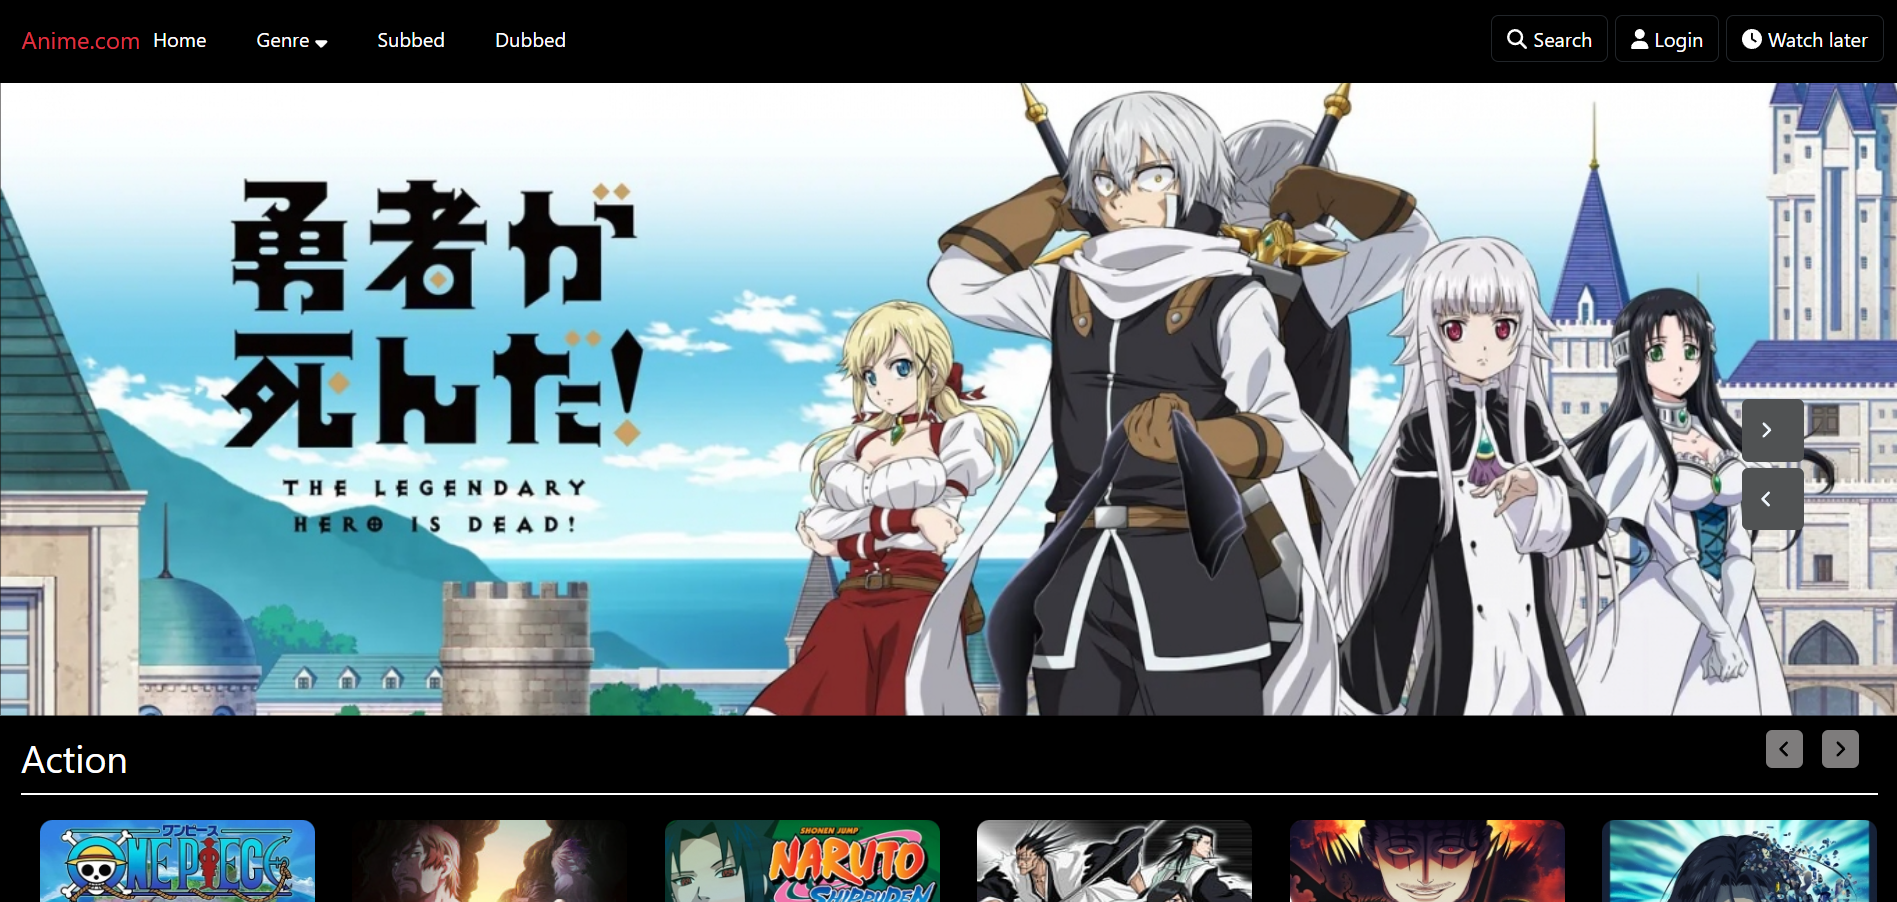 Anime.com Home Genre Subbed Dubbed Search Login Watch later
勇者が
死んだ!
THE LEGENDARY
HERO IS DEAD!
Action
ワンピース
ONE PIECE
SHONEN JUMP
NARUTO
SHIPPUDEN